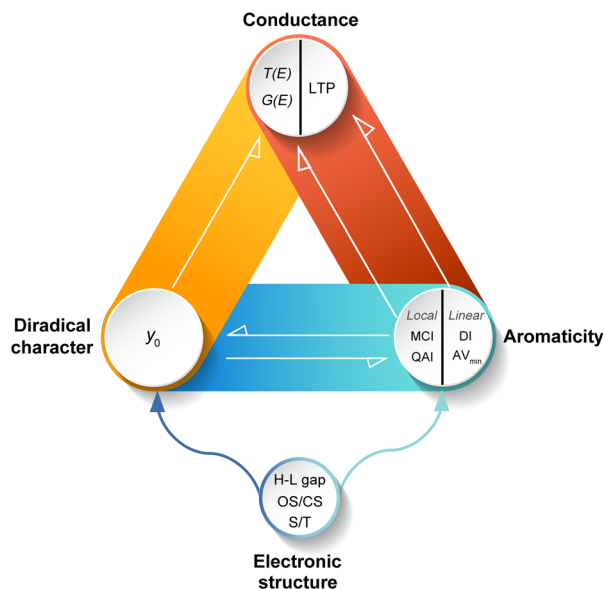 Conductance
T(E)
G(E)
LTP
Diradical
character
y0
Local
MCI
QAI
Linear
DI
AVmin
Aromaticity
H-L gap
OS/CS
S/T
Electronic
structure